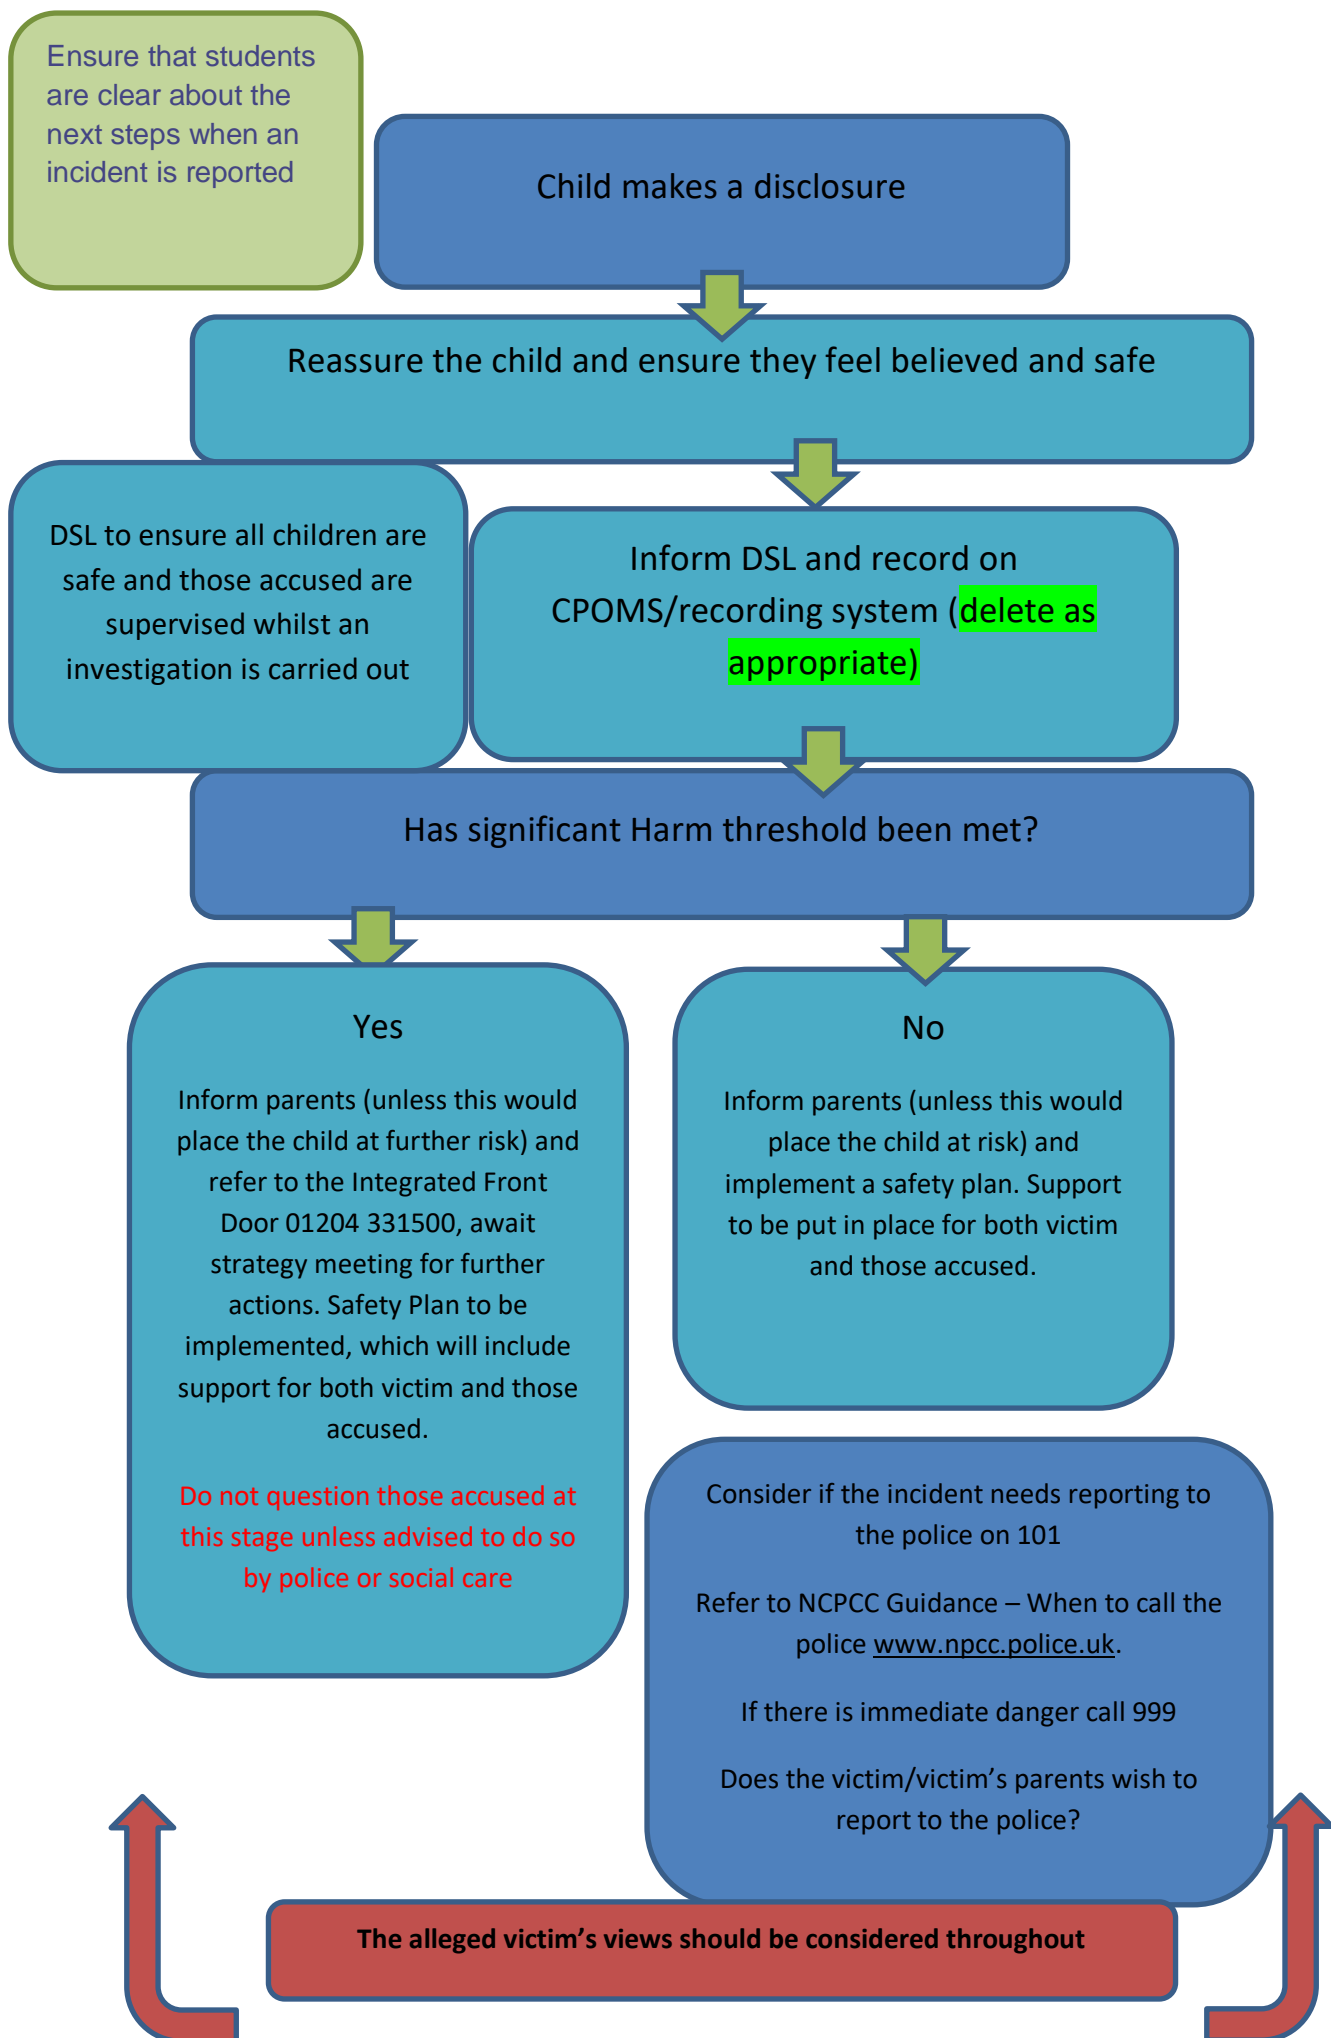 Ensure that students
are clear about the
next steps when an
incident is reported
Child makes a disclosure
Reassure the child and ensure they feel believed and safe
DSL to ensure all children are
safe and those accused are
supervised whilst an
investigation is carried out
Inform DSL and record on
CPOMS/recording system (delete as
appropriate)
Has significant Harm threshold been met?
Yes
Inform parents (unless this would
place the child at further risk) and
refer to the Integrated Front
Door 01204 331500, await
strategy meeting for further
actions. Safety Plan to be
implemented, which will include
support for both victim and those
accused.
Do not question those accused at
this stage unless advised to do so
by police or social care
No
Inform parents (unless this would
place the child at risk) and
implement a safety plan. Support
to be put in place for both victim
and those accused.
Consider if the incident needs reporting to
the police on 101
Refer to NCPCC Guidance – When to call the
police www.npcc.police.uk.
If there is immediate danger call 999
Does the victim/victim’s parents wish to
report to the police?
The alleged victim’s views should be considered throughout